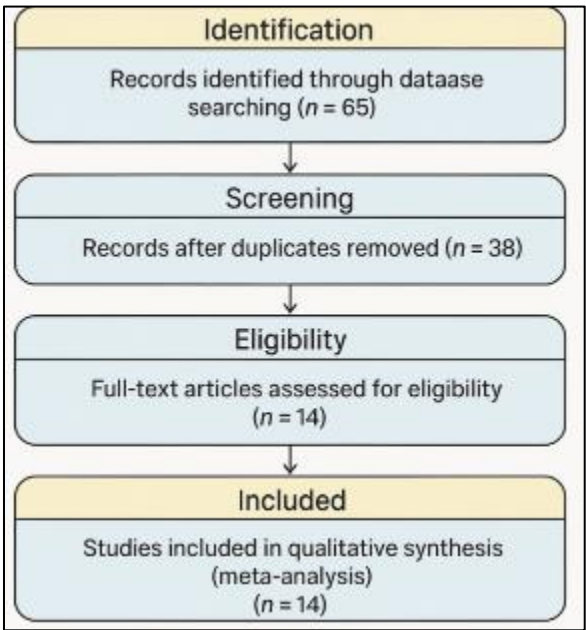 Identification
Records identified through dataase
searching (n = 65)
Screening
Records after duplicates removed (n = 38)
Eligibility
Full-text articles assessed for eligibility
(n = 14)
Included
Studies included in qualitative synthesis
(meta-analysis)
(n = 14)